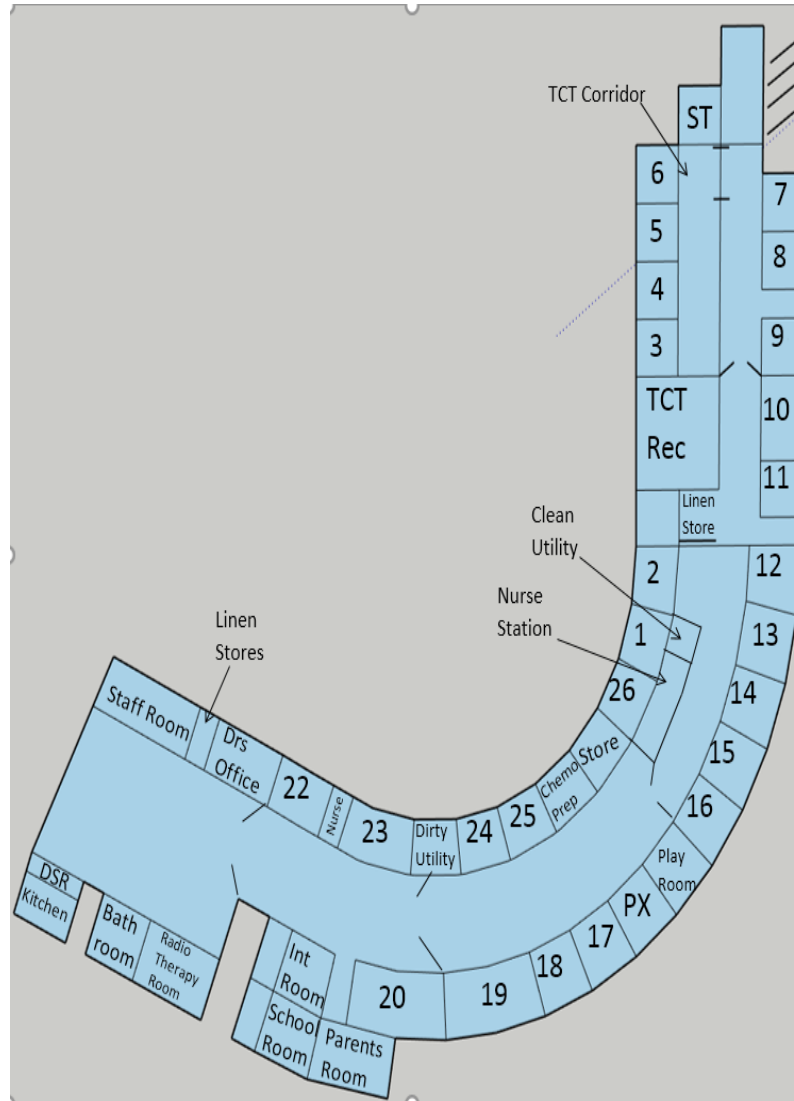 TCT Corridor
ST
6
7
5
8
4
3
9
TCT
Rec
10
11
Linen
Store
Clean
Utility
2
12
Nurse
Station
1
13
Linen
Stores
26
14
Staff Room
Drs
Office
Store
15
22
Chemo
Prep
16
Nurse
23
Dirty
Utility
24
25
Play
Room
DSR
Kitchen
Bath
room
Radio
Therapy
Room
Int
Room
PX
17
18
19
20
School
Room
Parents
Room